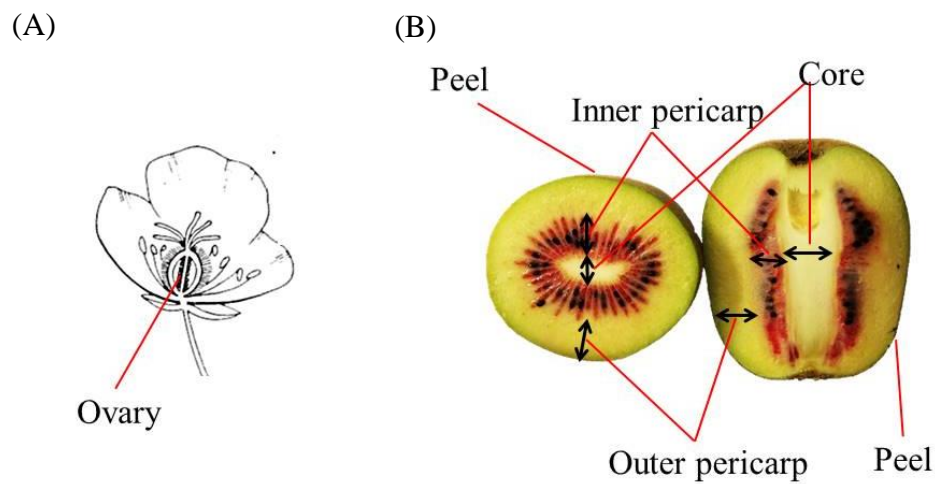 (A)
(B)
Peel
Core
Inner pericarp
Ovary
Outer pericarp
Peel